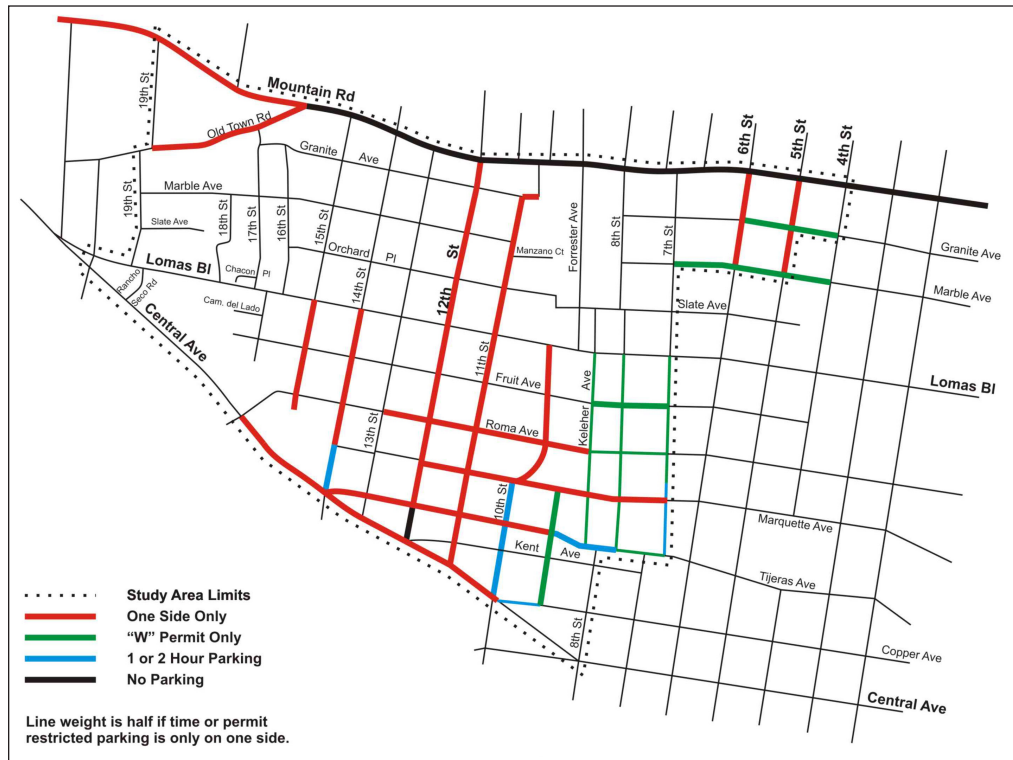 Mountain Rd
19th St
Old Town Rd
6th St
5th St
4th St
Granite Ave
19th St
Marble Ave
18th St
17th St
16th St
15th St
Slate Ave
Orchard Pl
Manzano Ct
Forrester Ave
8th St
7th St
Granite Ave
Marble Ave
Lomas Bl
Chacon Pl
Rancho
Seco Rd
14th St
12th St
Cam. del Lado
Slate Ave
Central Ave
11th St
Fruit Ave
Keleher Ave
Lomas Bl
13th St
Roma Ave
10th St
Marquette Ave
Kent Ave
Tijeras Ave
8th St
Copper Ave
Central Ave
Study Area Limits
One Side Only
“W” Permit Only
1 or 2 Hour Parking
No Parking
Line weight is half if time or permit
restricted parking is only on one side.